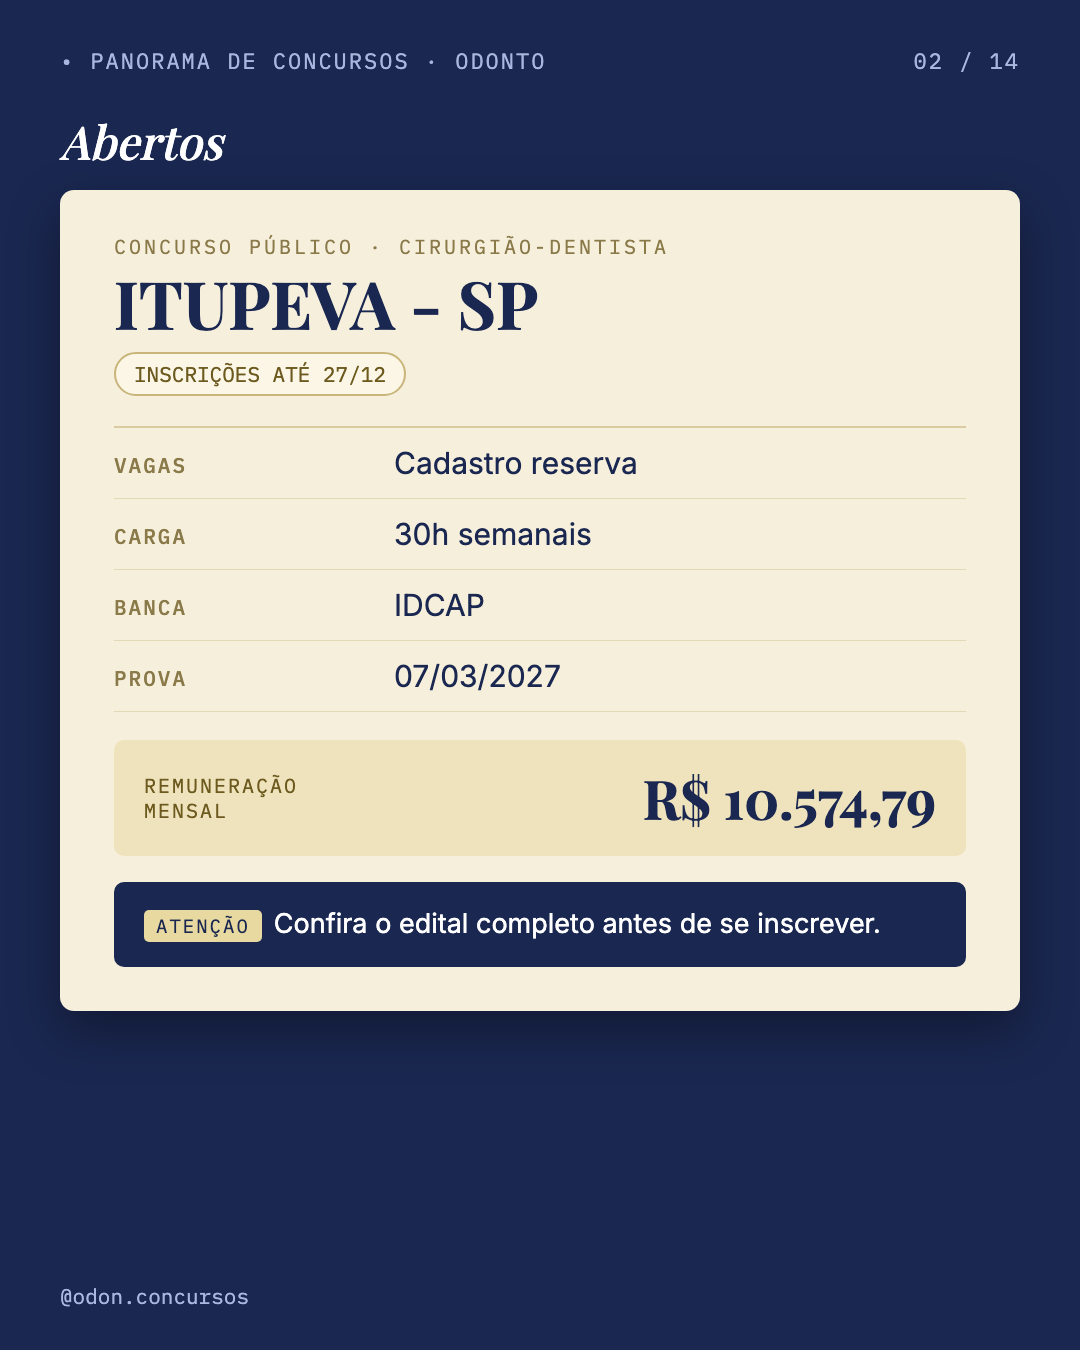 • PANORAMA DE CONCURSOS · ODONTO
02 / 14
Abertos
CONCURSO PÚBLICO · CIRURGIÃO-DENTISTA
ITUPEVA - SP
INSCRIÇÕES ATÉ 27/12
VAGAS Cadastro reserva
CARGA 30h semanais
BANCA IDCAP
PROVA 07/03/2027
REMUNERAÇÃO
MENSAL
R$ 10.574,79
ATENÇÃO Confira o edital completo antes de se inscrever.
@odon.concursos